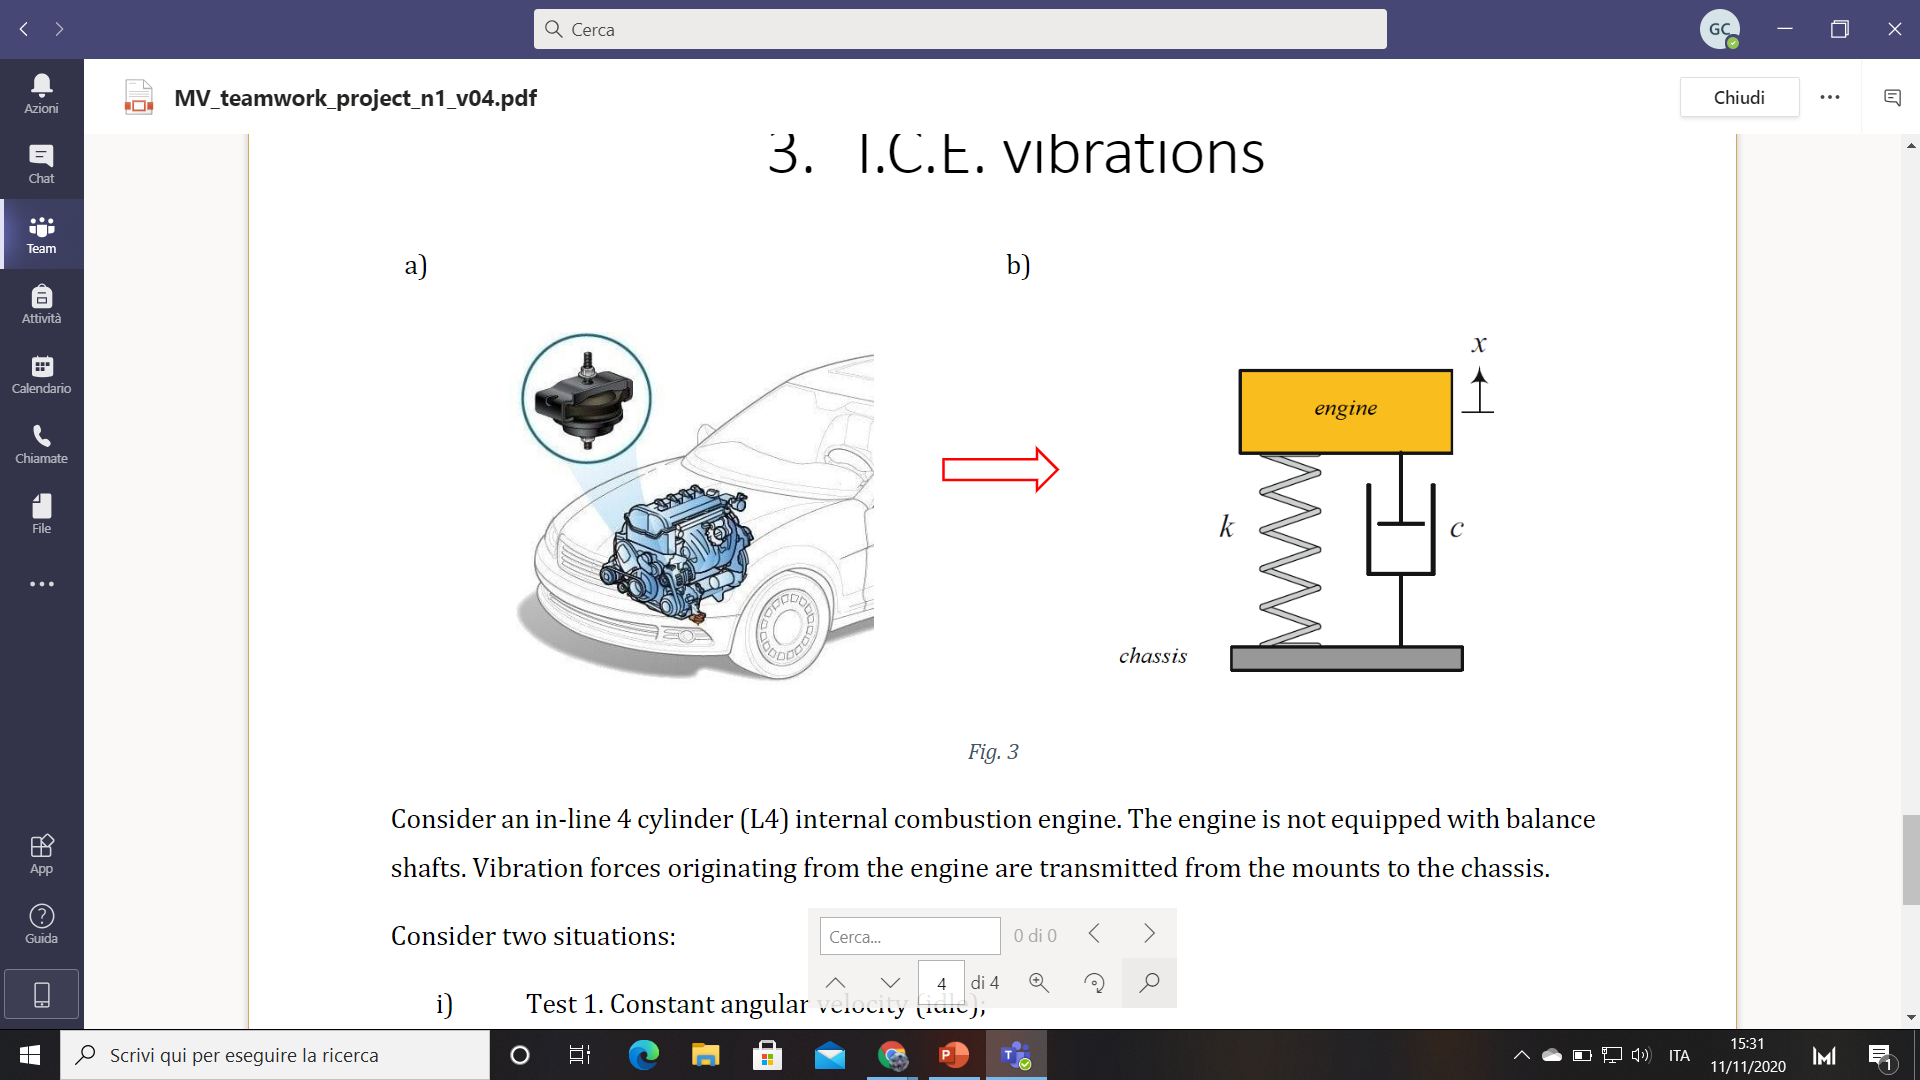 Cerca
GC
MV_teamwork_project_n1_v04.pdf
Chiudi
Azioni
Chat
Team
Attività
Calendario
Chiamate
File
App
Guida
3. I.C.E. vibrations
a)
b)
x
engine
k
c
chassis
Fig. 3
Consider an in-line 4 cylinder (L4) internal combustion engine. The engine is not equipped with balance
shafts. Vibration forces originating from the engine are transmitted from the mounts to the chassis.
Consider two situations:
i) Test 1. Constant angular velocity (idle);
Cerca...
0 di 0
4 di 4
Scrivi qui per eseguire la ricerca
ITA
15:31
11/11/2020
1